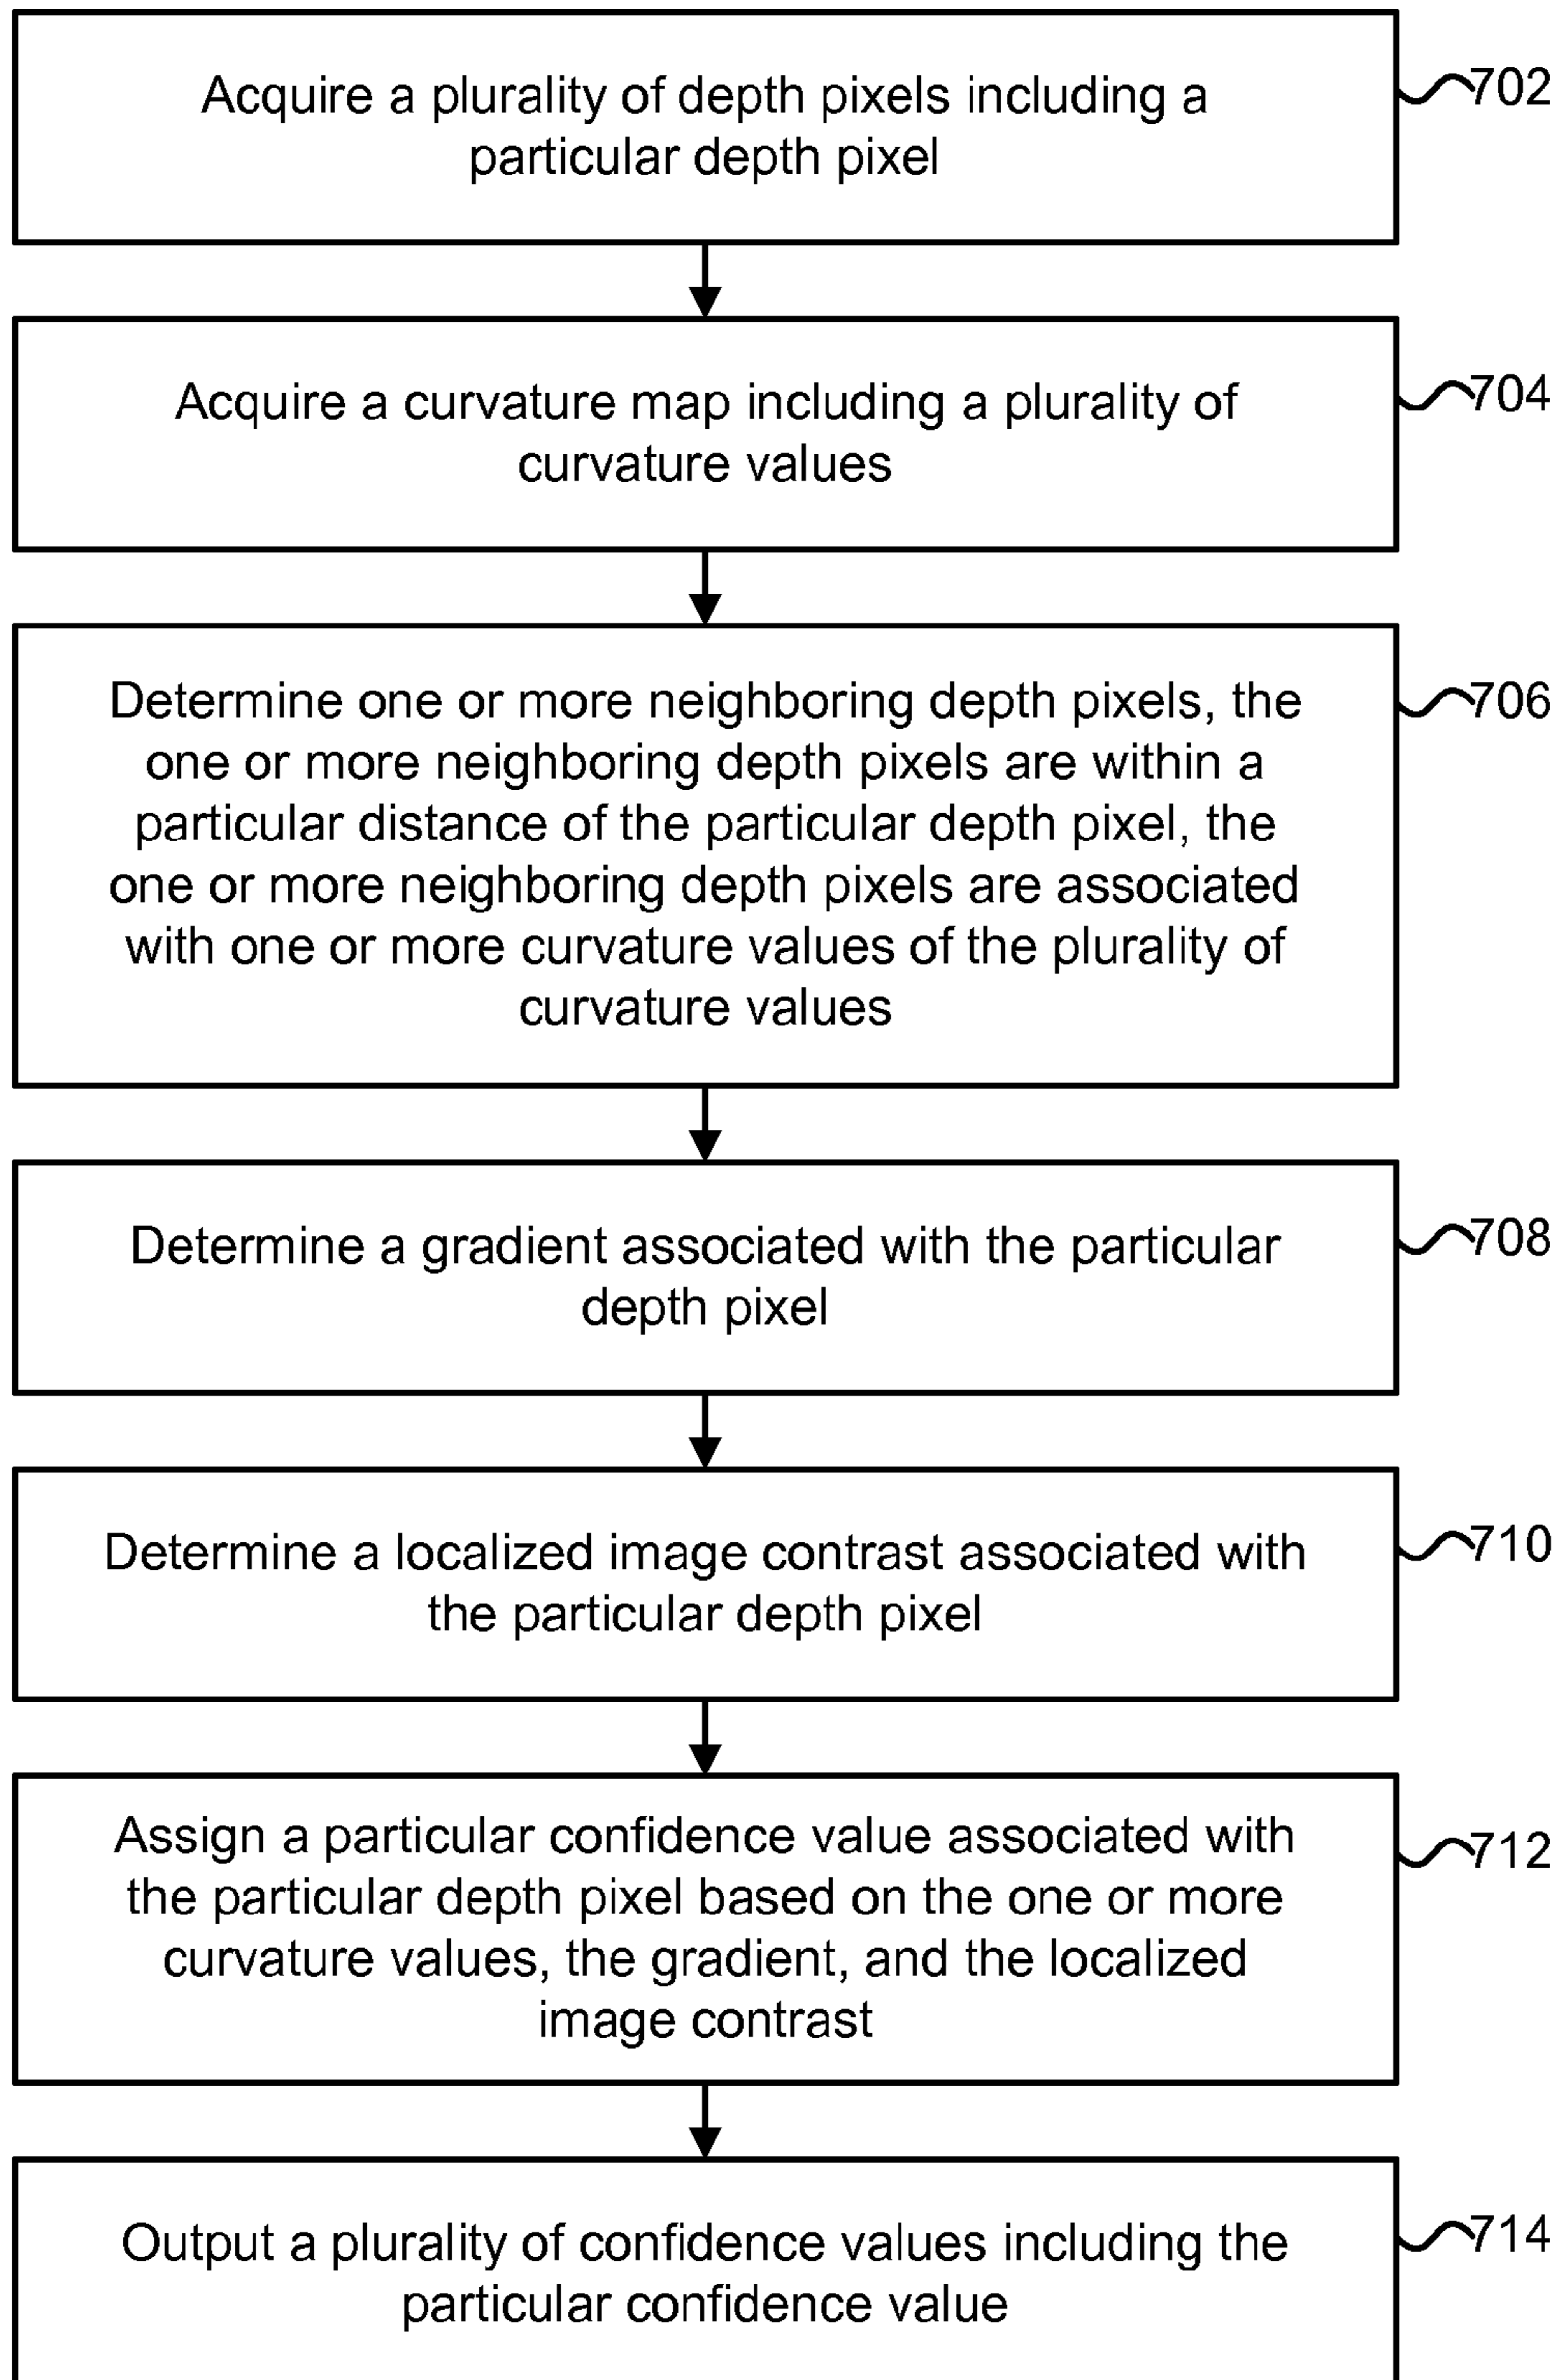 Acquire a plurality of depth pixels including a
particular depth pixel
702
Acquire a curvature map including a plurality of
curvature values
704
Determine one or more neighboring depth pixels, the
one or more neighboring depth pixels are within a
particular distance of the particular depth pixel, the
one or more neighboring depth pixels are associated
with one or more curvature values of the plurality of
curvature values
706
Determine a gradient associated with the particular
depth pixel
708
Determine a localized image contrast associated with
the particular depth pixel
710
Assign a particular confidence value associated with
the particular depth pixel based on the one or more
curvature values, the gradient, and the localized
image contrast
712
Output a plurality of confidence values including the
particular confidence value
714